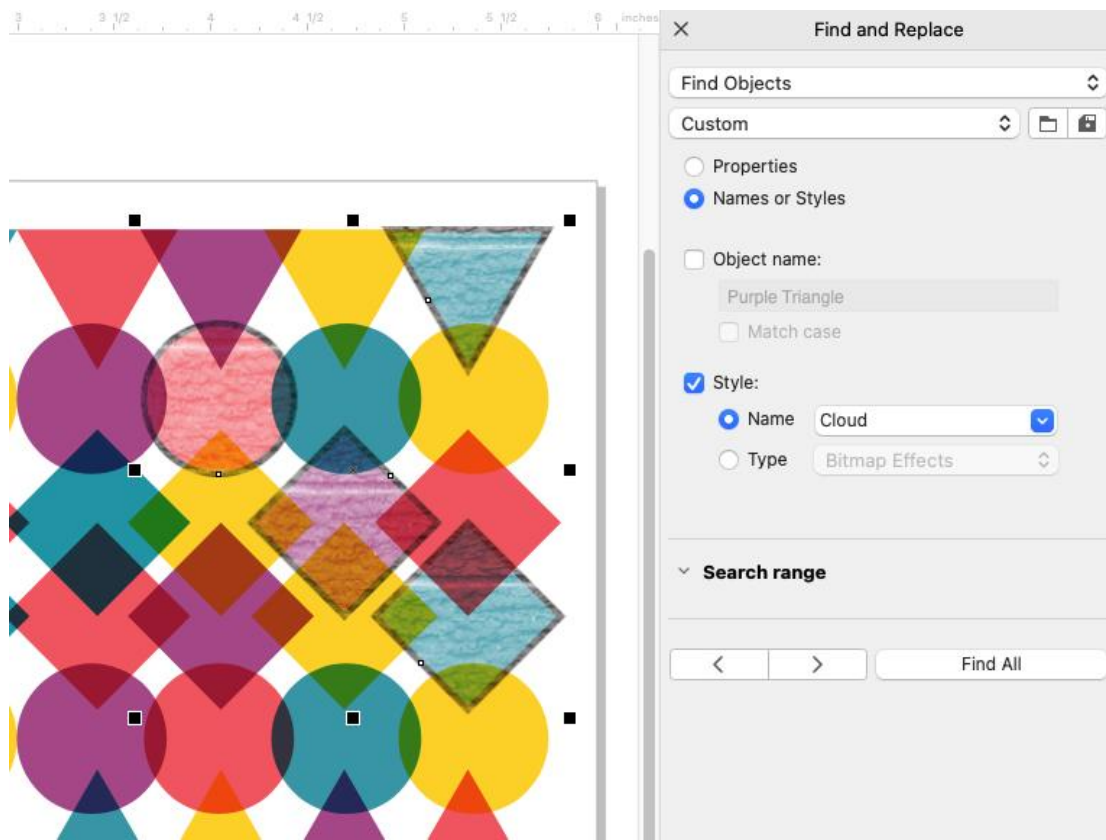 3 3 1/2 4 4 1/2 5 5 1/2 6 inches
Find and Replace
Find Objects
Custom
Properties
Names or Styles
Object name:
Purple Triangle
Match case
Style:
Name Cloud
Type Bitmap Effects
Search range
< > Find All